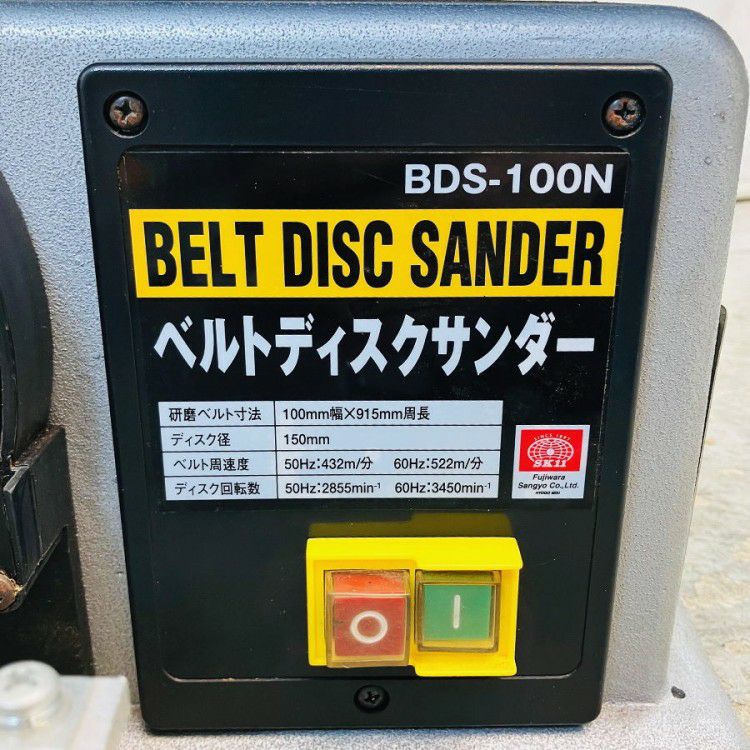 BDS-100N
BELT DISC SANDER
ベルトディスクサンダー
研磨ベルト寸法 100mm幅×915mm周長
ディスク径 150mm
ベルト周速度 50Hz:432m/分 60Hz:522m/分
ディスク回転数 50Hz:2855min⁻¹ 60Hz:3450min⁻¹
SK11
Fujiwara
Sangyo Co.,Ltd.
O I